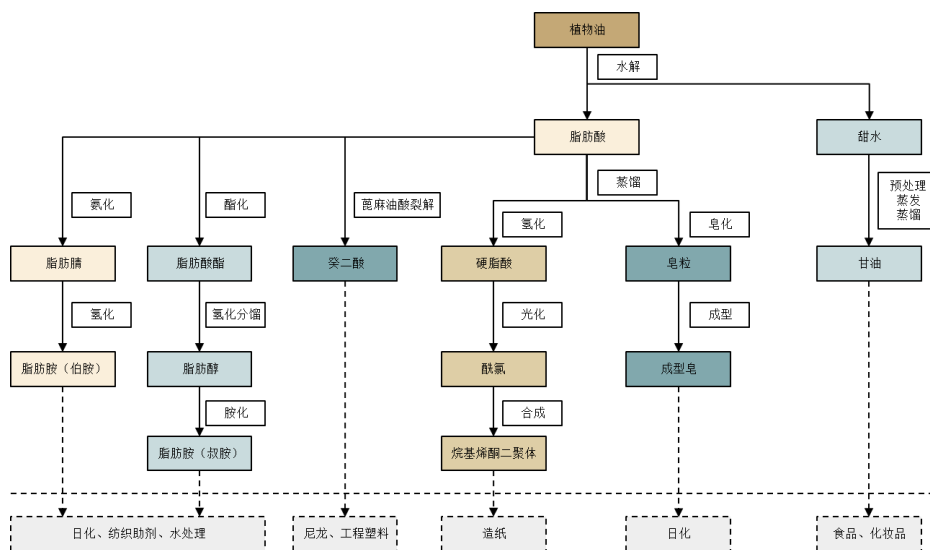 植物油
水解
脂肪酸
甜水
蒸馏
预处理
蒸发
蒸馏
氨化
酯化
蓖麻油酸裂解
氢化
皂化
脂肪腈
脂肪酸酯
癸二酸
硬脂酸
皂粒
甘油
氢化
氢化分馏
光化
成型
脂肪胺（伯胺）
脂肪醇
酰氯
成型皂
胺化
合成
脂肪胺（叔胺）
烷基烯酮二聚体
日化、纺织助剂、水处理
尼龙、工程塑料
造纸
日化
食品、化妆品